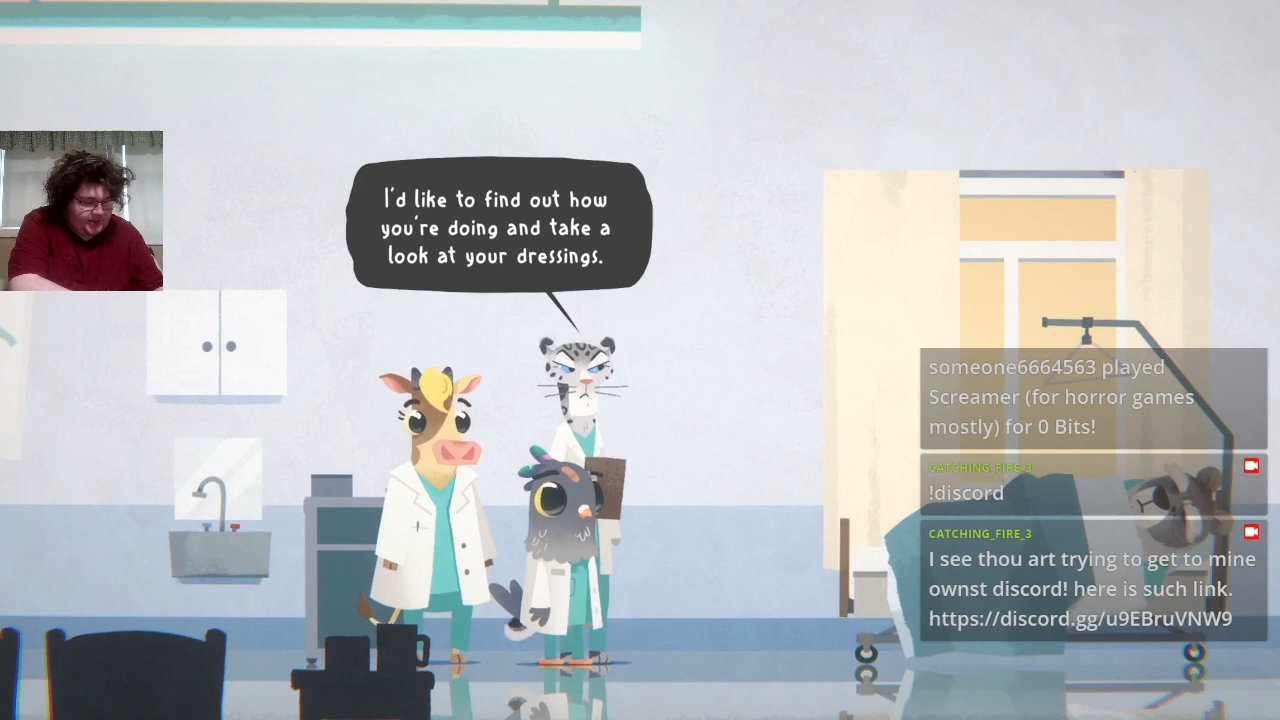 I'd like to find out how
you're doing and take a
look at your dressings.
someone6664563 played
Screamer (for horror games
mostly) for 0 Bits!
CATCHING_FIRE_3
!discord
CATCHING_FIRE_3
I see thou art trying to get to mine
ownst discord! here is such link.
https://discord.gg/u9EBruVNW9